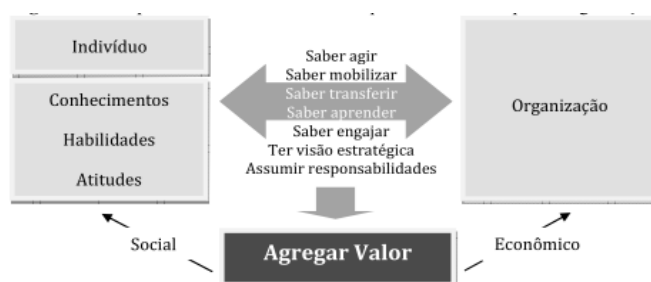 Indivíduo
Conhecimentos
Habilidades
Atitudes
Saber agir
Saber mobilizar
Saber transferir
Saber aprender
Saber engajar
Ter visão estratégica
Assumir responsabilidades
Organização
Social
Agregar Valor
Econômico